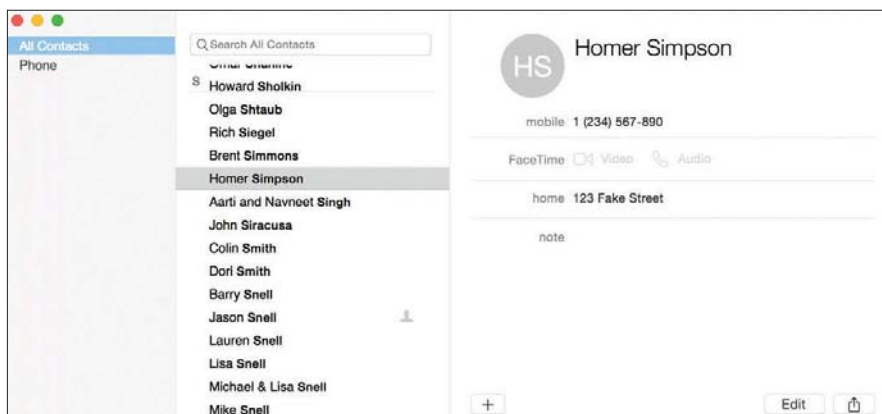 All Contacts
Phone
Search All Contacts
S
Howard Sholkin
Olga Shtaub
Rich Siegel
Brent Simmons
Homer Simpson
Aarti and Navneet Singh
John Siracusa
Colin Smith
Dori Smith
Barry Snell
Jason Snell
Lauren Snell
Lisa Snell
Michael & Lisa Snell
Mike Snell
HS
Homer Simpson
mobile 1 (234) 567-890
FaceTime Video Audio
home 123 Fake Street
note
+
Edit